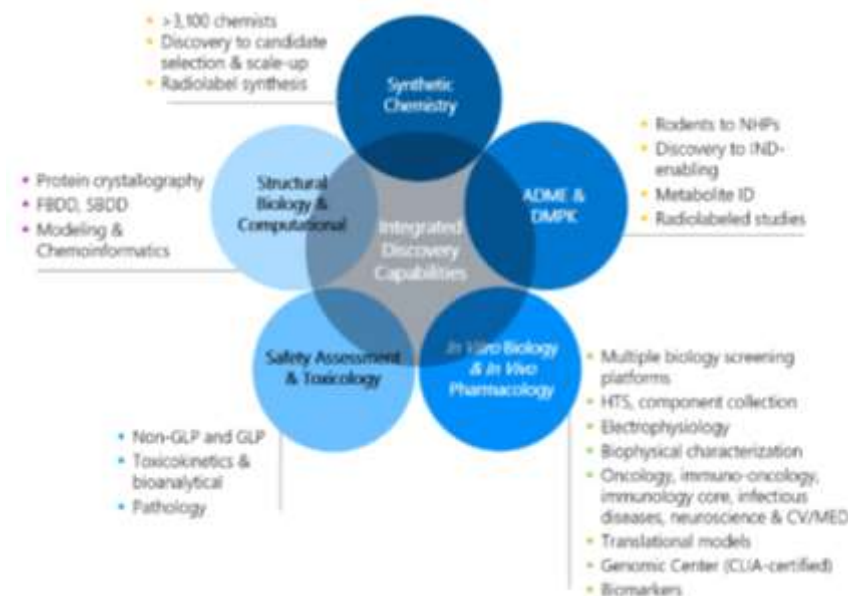 >3,100 chemists
Discovery to candidate
selection & scale-up
Radiolabel synthesis
Synthetic
Chemistry
Rodents to NHPs
Discovery to IND-
enabling
Metabolite ID
Radiolabeled studies
ADME &
DMPK
Protein crystallography
FBDD, SBDD
Modeling &
Chemoinformatics
Structural
Biology &
Computational
Integrated
Discovery
Capabilities
Safety Assessment
& Toxicology
In Vitro Biology
& In Vivo
Pharmacology
Non-GLP and GLP
Toxicokinetics &
bioanalytical
Pathology
Multiple biology screening
platforms
HTS, component collection
Electrophysiology
Biophysical characterization
Oncology, immuno-oncology,
immunology core, infectious
diseases, neuroscience & CV/MED
Translational models
Genomic Center (CLIA-certified)
Biomarkers